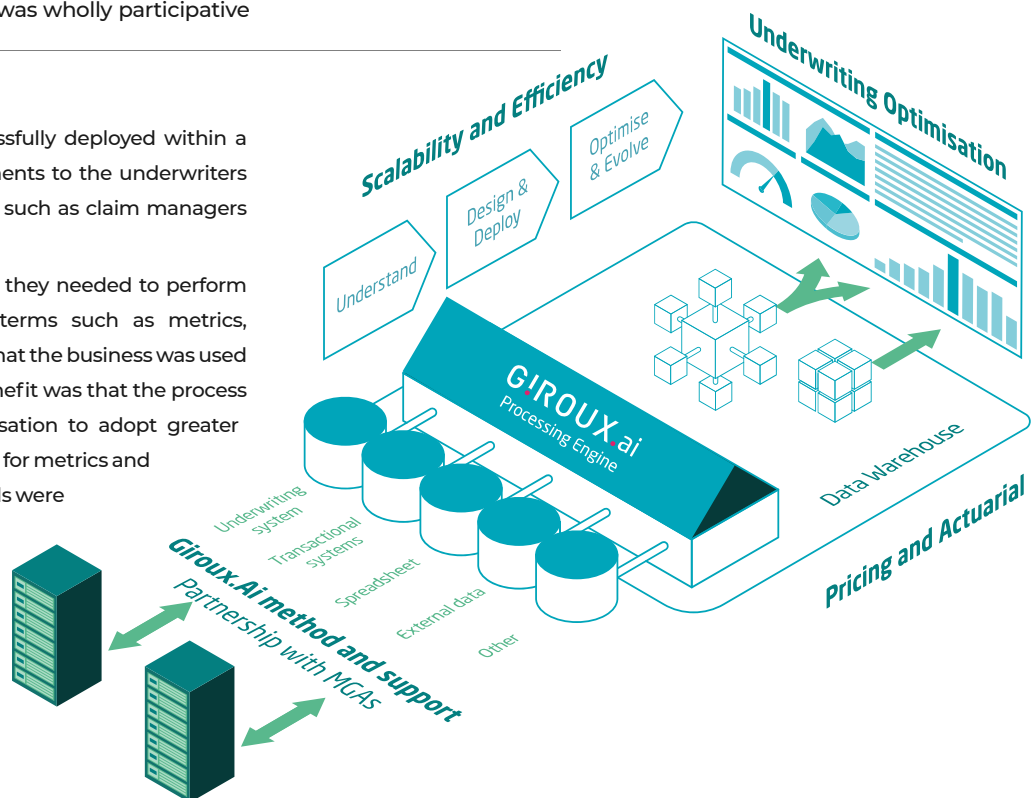 was wholly participative
ssfully deployed within a
nents to the underwriters
such as claim managers
they needed to perform
terms such as metrics,
hat the business was used
nefit was that the process
sation to adopt greater
for metrics and
ls were
Scalability and Efficiency
Understand
Design &
Deploy
Optimise
& Evolve
Underwriting Optimisation
GIROUX.ai
Processing Engine
Data Warehouse
Pricing and Actuarial
Underwriting
system
Transactional
systems
Spreadsheet
External data
Other
Giroux.Ai method and support
Partnership with MGAs